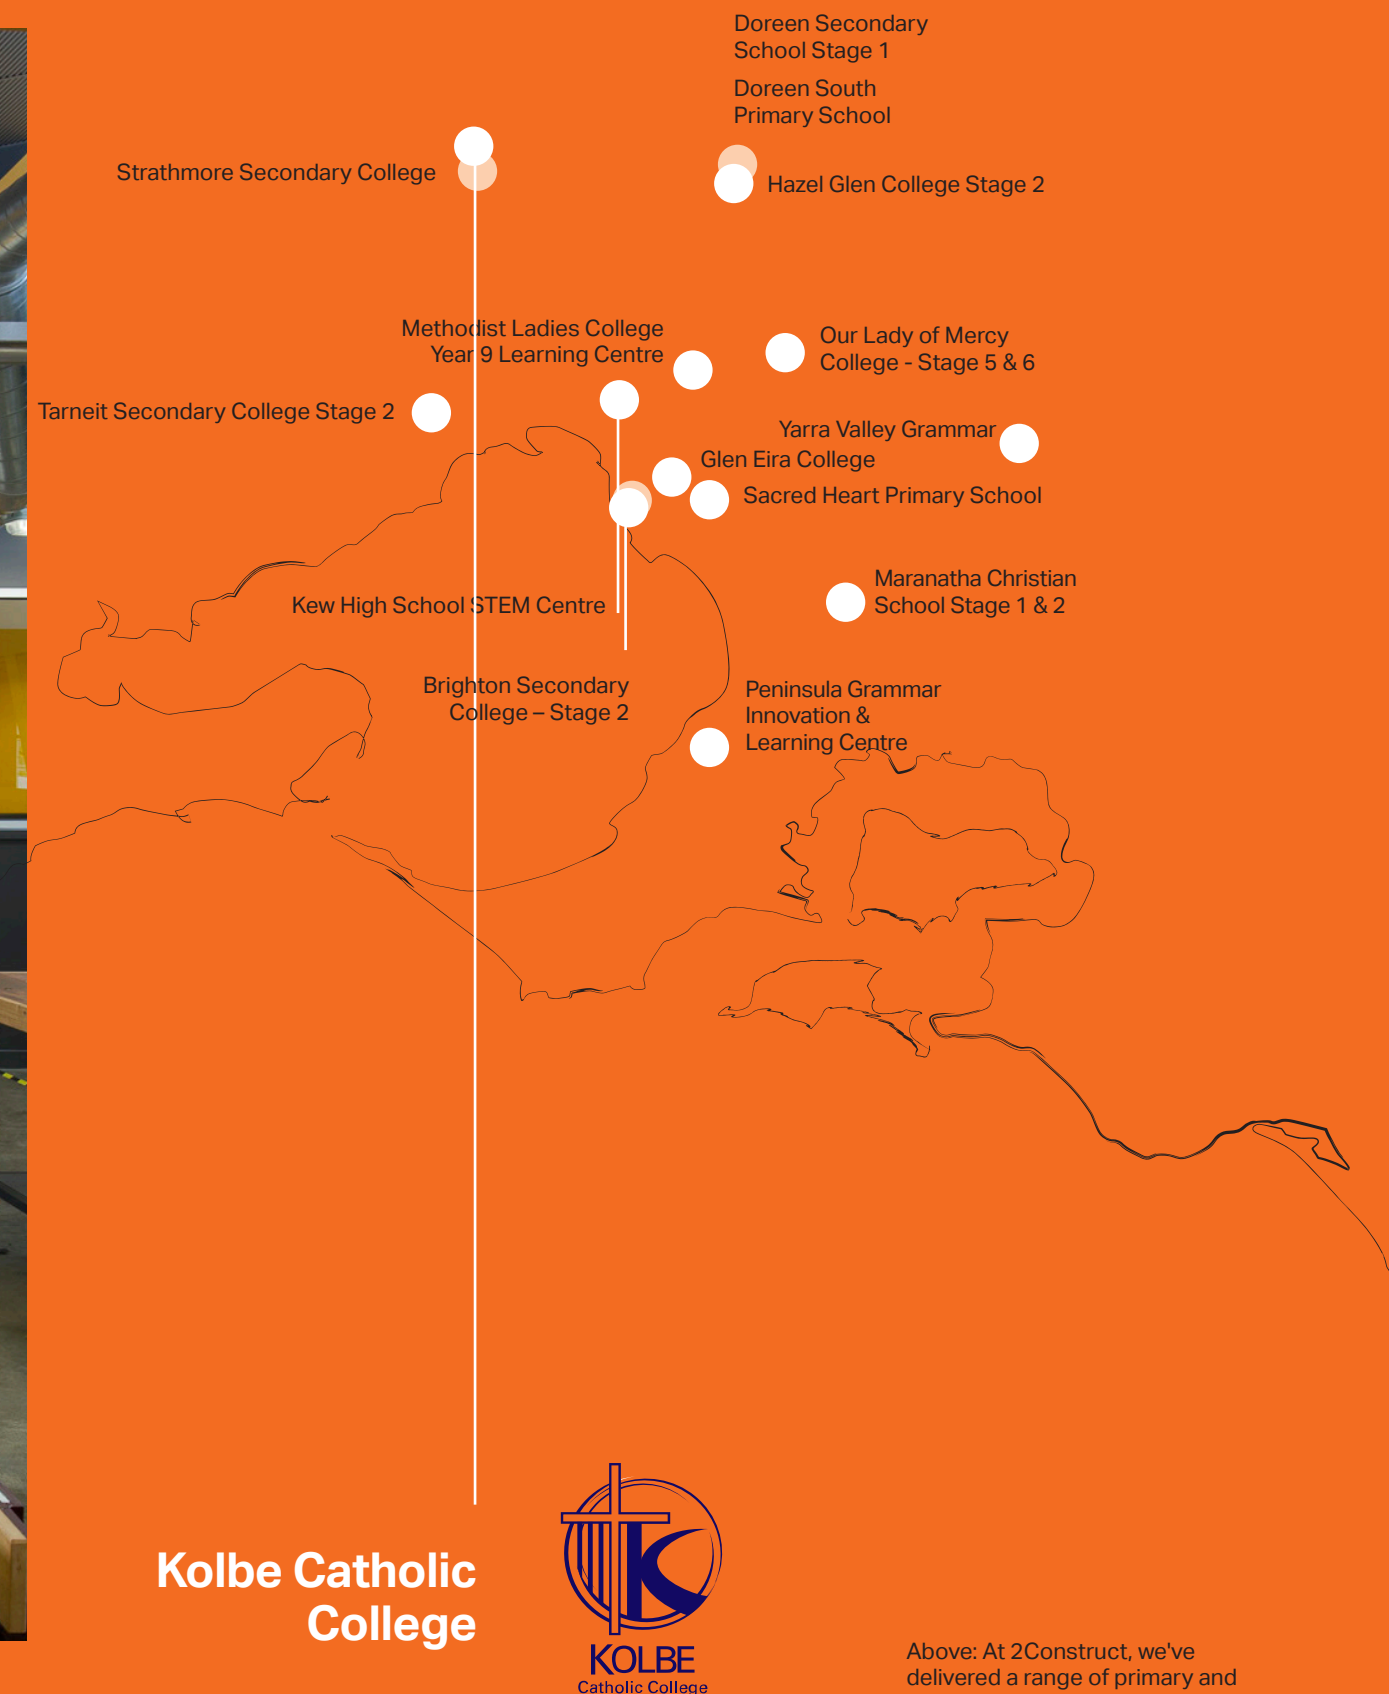 Doreen Secondary
School Stage 1
Doreen South
Primary School
Strathmore Secondary College
Hazel Glen College Stage 2
Methodist Ladies College
Year 9 Learning Centre
Our Lady of Mercy
College - Stage 5 & 6
Tarneit Secondary College Stage 2
Yarra Valley Grammar
Glen Eira College
Sacred Heart Primary School
Maranatha Christian
School Stage 1 & 2
Kew High School STEM Centre
Brighton Secondary
College – Stage 2
Peninsula Grammar
Innovation &
Learning Centre
Kolbe Catholic
College
KOLBE
Catholic College
Above: At 2Construct, we've
delivered a range of primary and